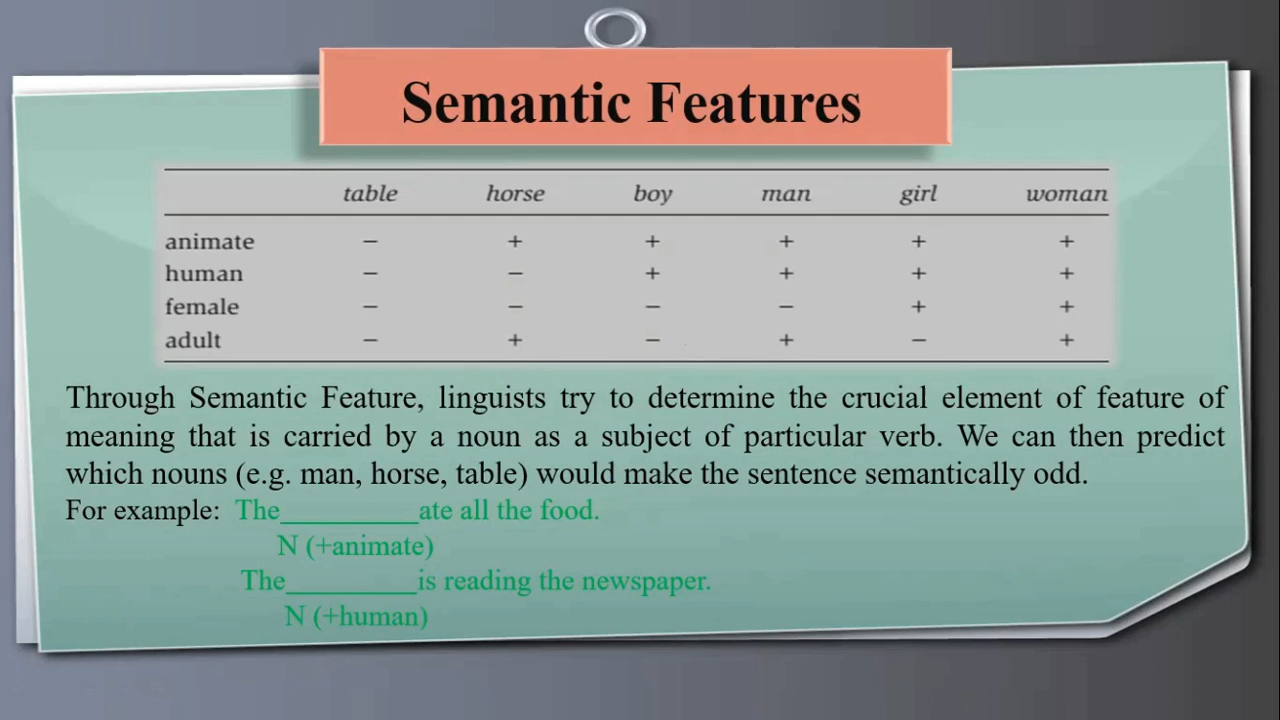 Semantic Features
table horse boy man girl woman
animate − + + + + +
human − − + + + +
female − − − − + +
adult − + − + − +
Through Semantic Feature, linguists try to determine the crucial element of feature of
meaning that is carried by a noun as a subject of particular verb. We can then predict
which nouns (e.g. man, horse, table) would make the sentence semantically odd.
For example: The__________ate all the food.
N (+animate)
The__________is reading the newspaper.
N (+human)